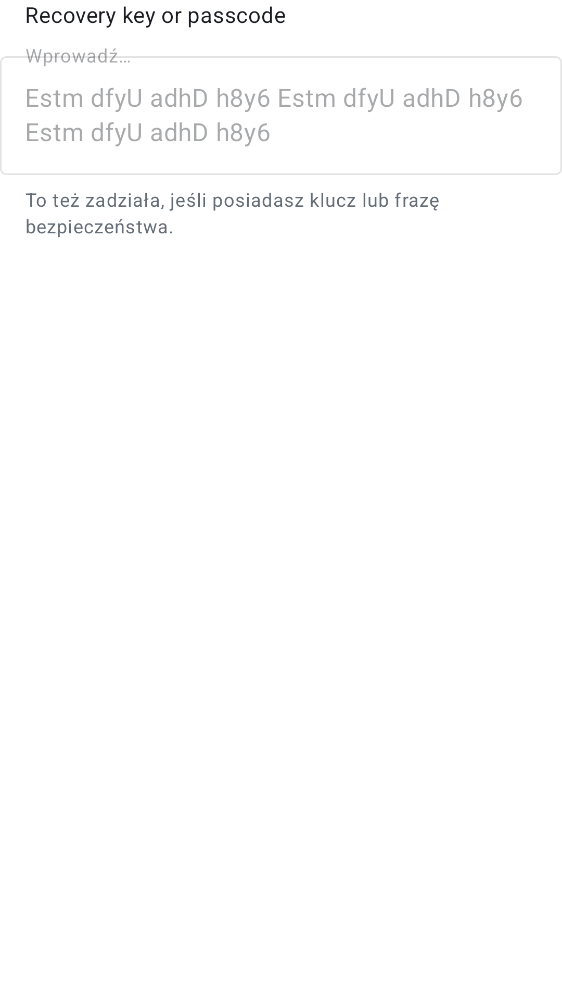 Recovery key or passcode
Wprowadź…
Estm dfyU adhD h8y6 Estm dfyU adhD h8y6
Estm dfyU adhD h8y6
To też zadziała, jeśli posiadasz klucz lub frazę
bezpieczeństwa.